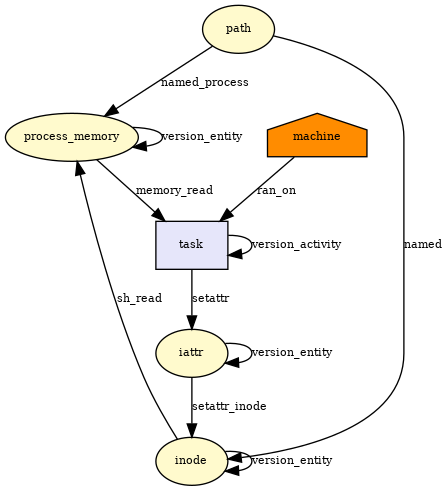 path
named_process
process_memory
version_entity
machine
memory_read
ran_on
task
version_activity
named
sh_read
setattr
iattr
version_entity
setattr_inode
inode
version_entity